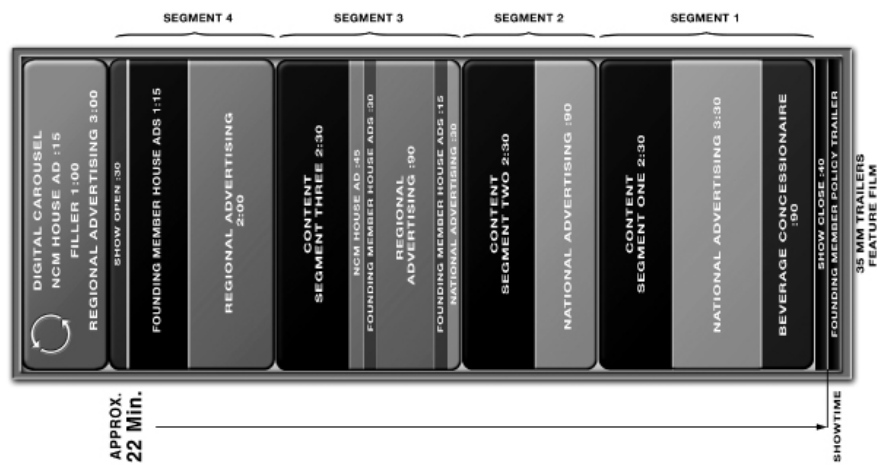 SEGMENT 4
SEGMENT 3
SEGMENT 2
SEGMENT 1
DIGITAL CAROUSEL
NCM HOUSE AD :15
FILLER 1:00
REGIONAL ADVERTISING 3:00
SHOW OPEN :30
FOUNDING MEMBER HOUSE ADS 1:15
REGIONAL ADVERTISING
2:00
CONTENT
SEGMENT THREE 2:30
NCM HOUSE AD :45
FOUNDING MEMBER HOUSE ADS :30
REGIONAL
ADVERTISING :90
FOUNDING MEMBER HOUSE ADS :15
NATIONAL ADVERTISING :30
CONTENT
SEGMENT TWO 2:30
NATIONAL ADVERTISING :90
CONTENT
SEGMENT ONE 2:30
NATIONAL ADVERTISING 3:30
BEVERAGE CONCESSIONAIRE
:90
SHOW CLOSE :40
FOUNDING MEMBER POLICY TRAILER
35 MM TRAILERS
FEATURE FILM
APPROX.
22 Min.
SHOWTIME